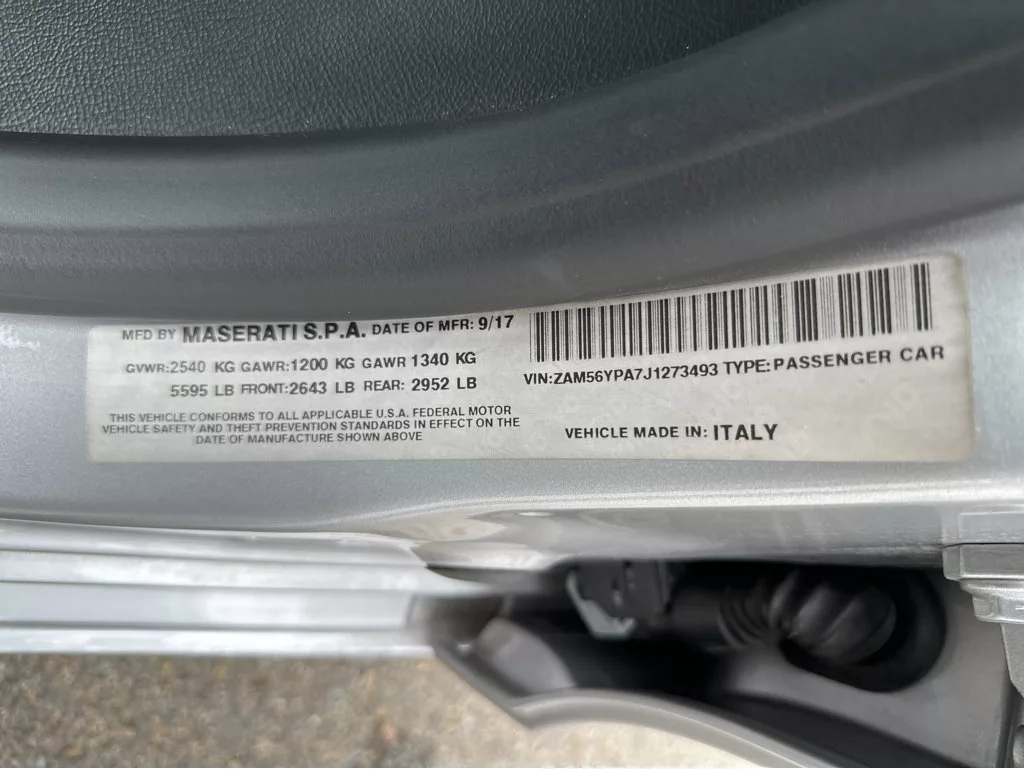 MFD BY MASERATI S.P.A. DATE OF MFR: 9/17
GVWR:2540 KG GAWR:1200 KG GAWR 1340 KG
5595 LB FRONT:2643 LB REAR: 2952 LB
THIS VEHICLE CONFORMS TO ALL APPLICABLE U.S.A. FEDERAL MOTOR
VEHICLE SAFETY AND THEFT PREVENTION STANDARDS IN EFFECT ON THE
DATE OF MANUFACTURE SHOWN ABOVE
VIN:ZAM56YPA7J1273493 TYPE:PASSENGER CAR
VEHICLE MADE IN: ITALY